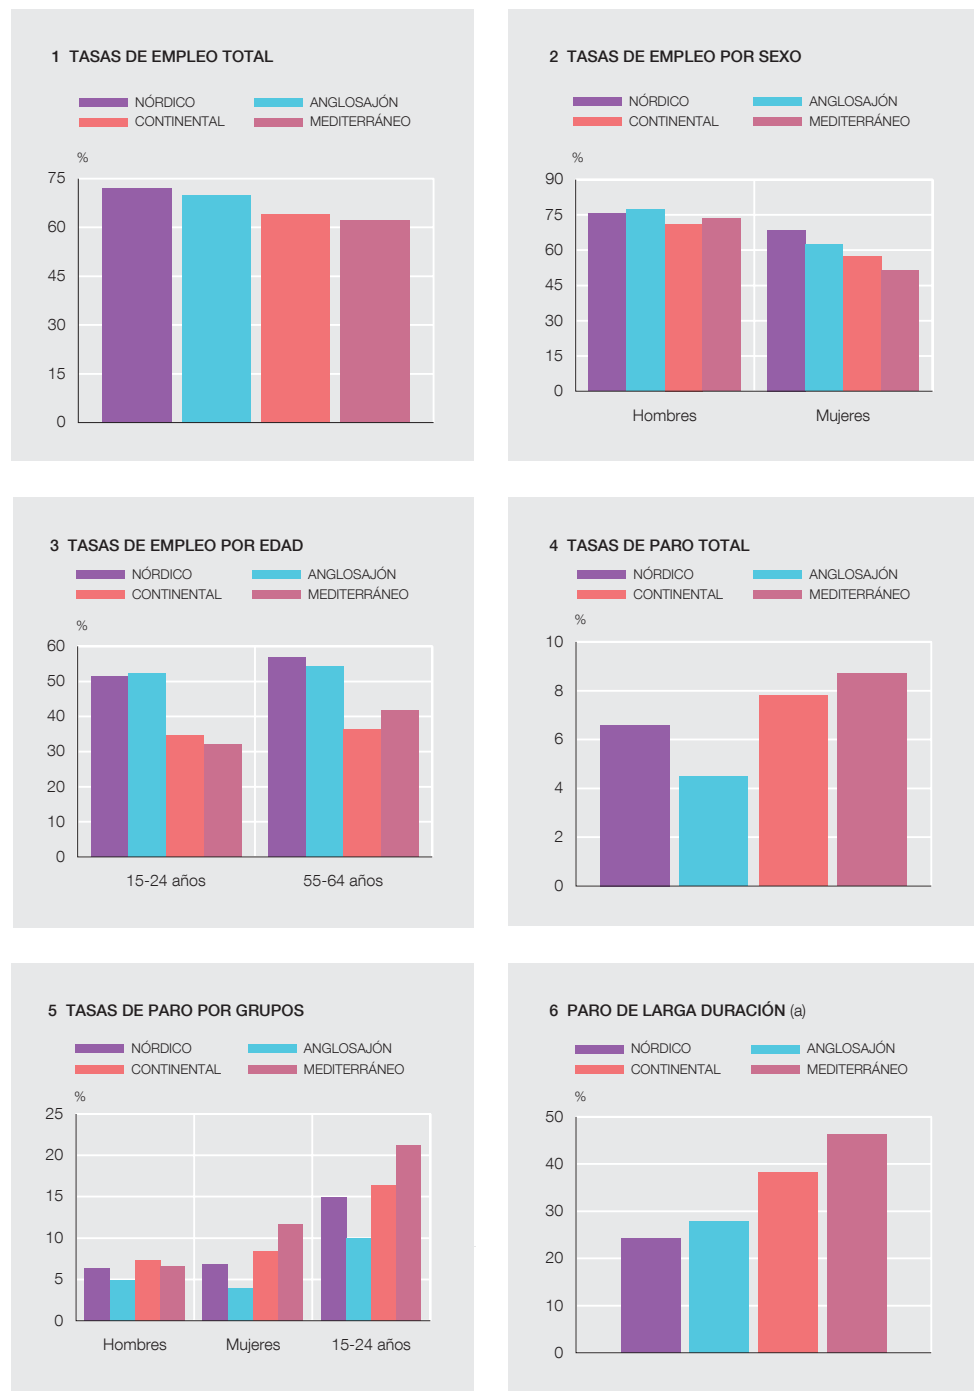 1 TASAS DE EMPLEO TOTAL
NÓRDICO ANGLOSAJÓN
CONTINENTAL MEDITERRÁNEO
%
75
60
45
30
15
0
2 TASAS DE EMPLEO POR SEXO
NÓRDICO ANGLOSAJÓN
CONTINENTAL MEDITERRÁNEO
%
90
75
60
45
30
15
0
Hombres Mujeres
3 TASAS DE EMPLEO POR EDAD
NÓRDICO ANGLOSAJÓN
CONTINENTAL MEDITERRÁNEO
%
60
50
40
30
20
10
0
15-24 años 55-64 años
4 TASAS DE PARO TOTAL
NÓRDICO ANGLOSAJÓN
CONTINENTAL MEDITERRÁNEO
%
10
8
6
4
2
0
5 TASAS DE PARO POR GRUPOS
NÓRDICO ANGLOSAJÓN
CONTINENTAL MEDITERRÁNEO
%
25
20
15
10
5
0
Hombres Mujeres 15-24 años
6 PARO DE LARGA DURACIÓN (a)
NÓRDICO ANGLOSAJÓN
CONTINENTAL MEDITERRÁNEO
%
50
40
30
20
10
0